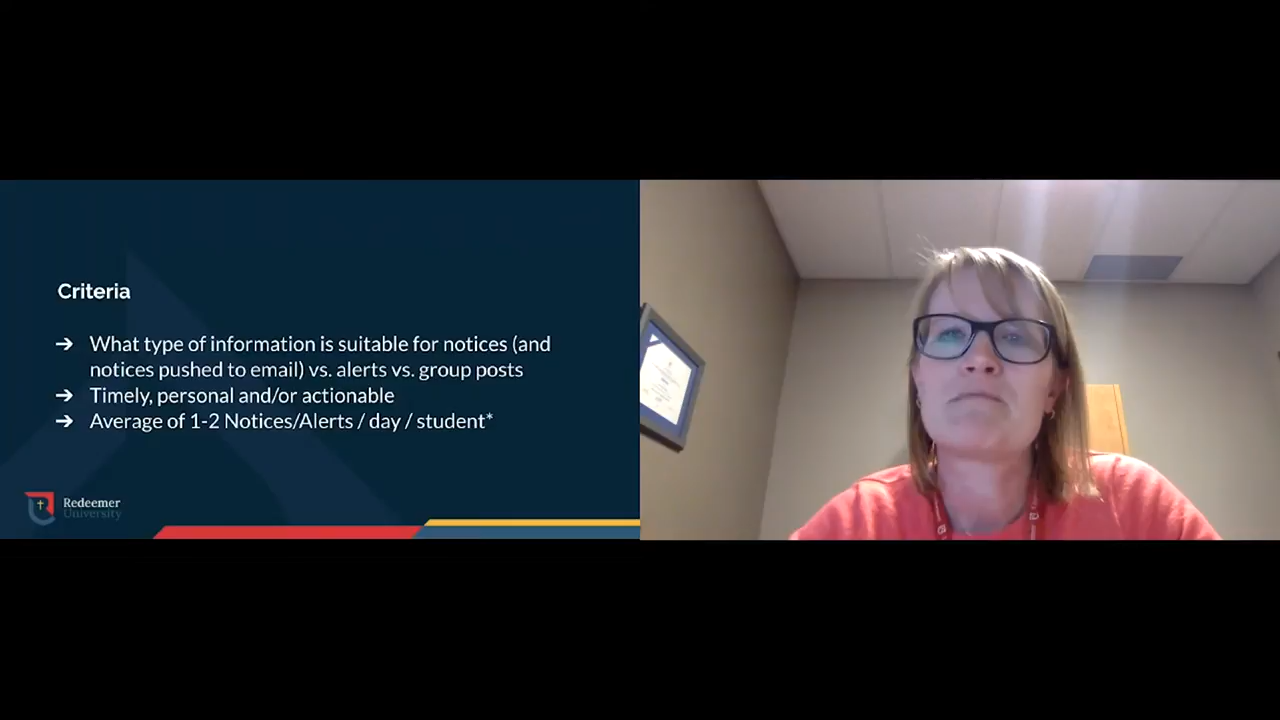 Criteria
➔ What type of information is suitable for notices (and
notices pushed to email) vs. alerts vs. group posts
➔ Timely, personal and/or actionable
➔ Average of 1-2 Notices/Alerts / day / student*
Redeemer
University